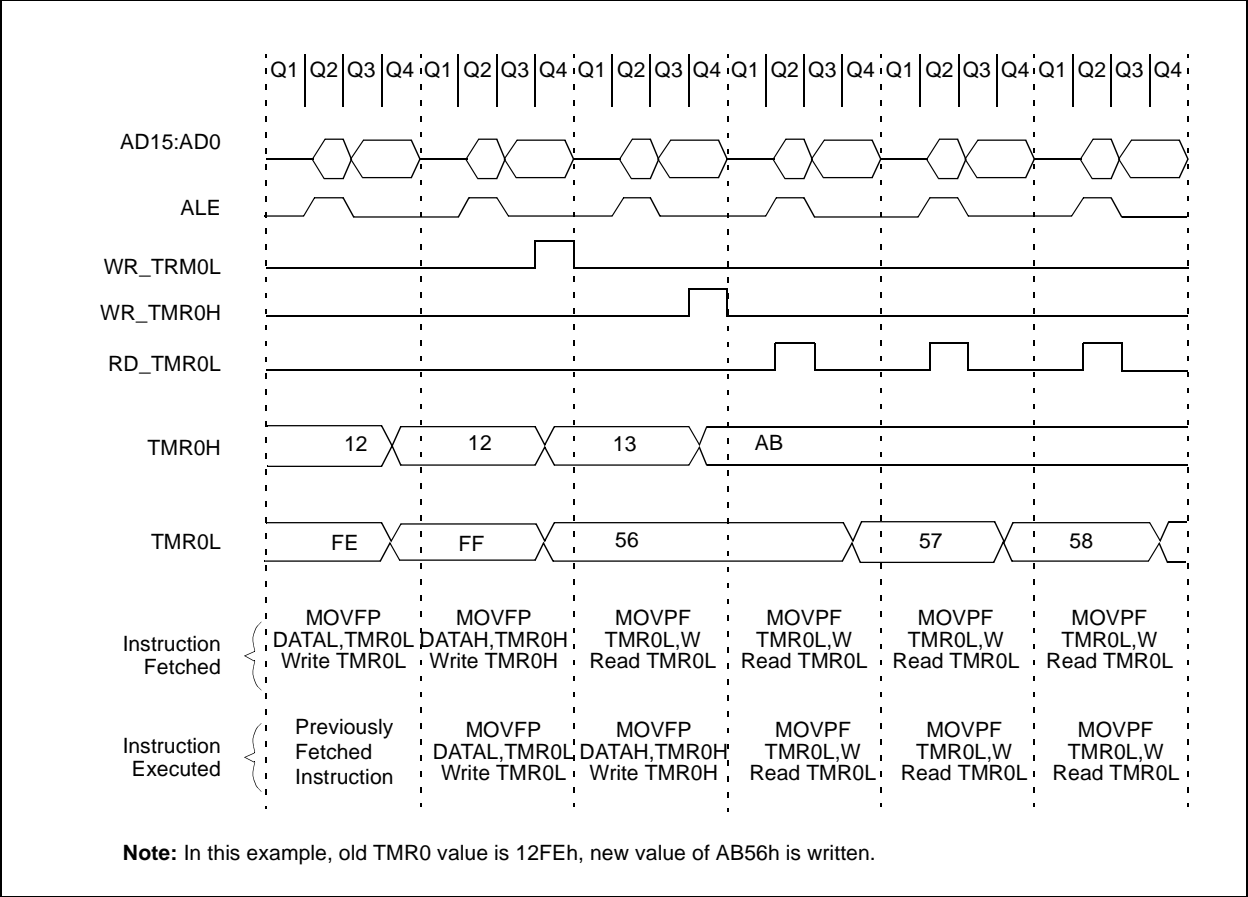 Q1 Q2 Q3 Q4 Q1 Q2 Q3 Q4 Q1 Q2 Q3 Q4 Q1 Q2 Q3 Q4 Q1 Q2 Q3 Q4 Q1 Q2 Q3 Q4
AD15:AD0
ALE
WR_TRM0L
WR_TMR0H
RD_TMR0L
TMR0H 12 12 13 AB
TMR0L FE FF 56 57 58
Instruction
Fetched
MOVFP
DATAL,TMR0L
Write TMR0L
MOVFP
DATAH,TMR0H
Write TMR0H
MOVPF
TMR0L,W
Read TMR0L
MOVPF
TMR0L,W
Read TMR0L
MOVPF
TMR0L,W
Read TMR0L
MOVPF
TMR0L,W
Read TMR0L
Instruction
Executed
Previously
Fetched
Instruction
MOVFP
DATAL,TMR0L
Write TMR0L
MOVFP
DATAH,TMR0H
Write TMR0H
MOVPF
TMR0L,W
Read TMR0L
MOVPF
TMR0L,W
Read TMR0L
MOVPF
TMR0L,W
Read TMR0L
Note: In this example, old TMR0 value is 12FEh, new value of AB56h is written.